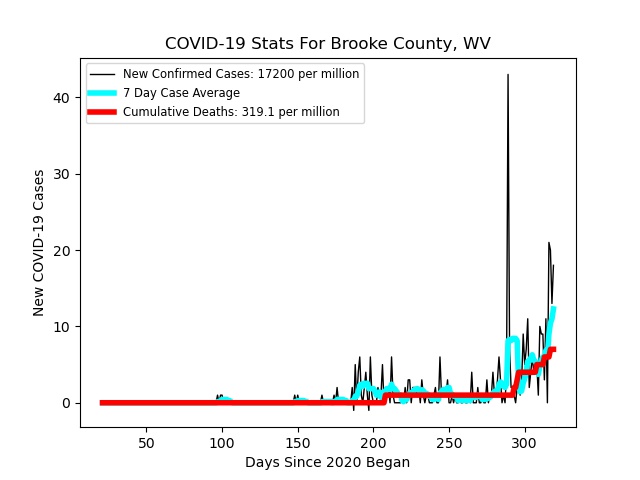 COVID-19 Stats For Brooke County, WV
New Confirmed Cases: 17200 per million
7 Day Case Average
Cumulative Deaths: 319.1 per million
New COVID-19 Cases
40
30
20
10
0
50 100 150 200 250 300
Days Since 2020 Began